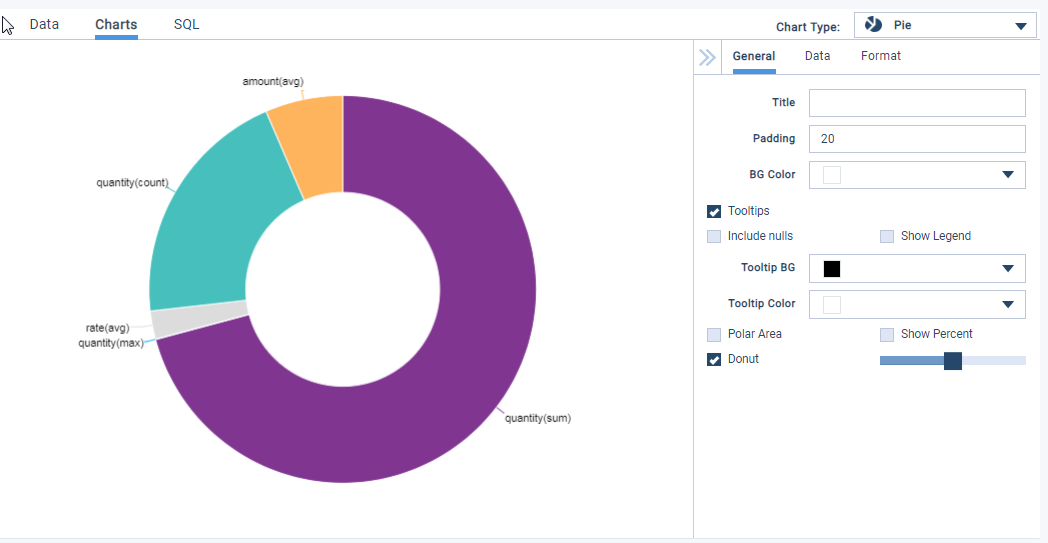 Data Charts SQL
Chart Type: Pie
General Data Format
Title
Padding 20
BG Color
Tooltips
Include nulls Show Legend
Tooltip BG
Tooltip Color
Polar Area Show Percent
Donut
amount(avg)
quantity(count)
rate(avg)
quantity(max)
quantity(sum)